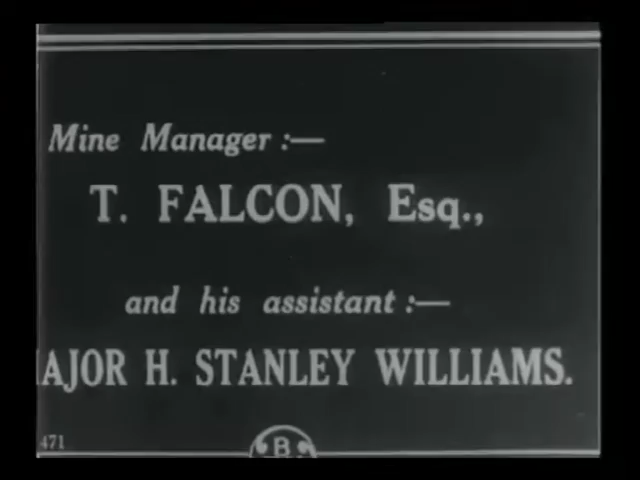 Mine Manager :—
T. FALCON, Esq.,
and his assistant :—
AJOR H. STANLEY WILLIAMS.
471
B